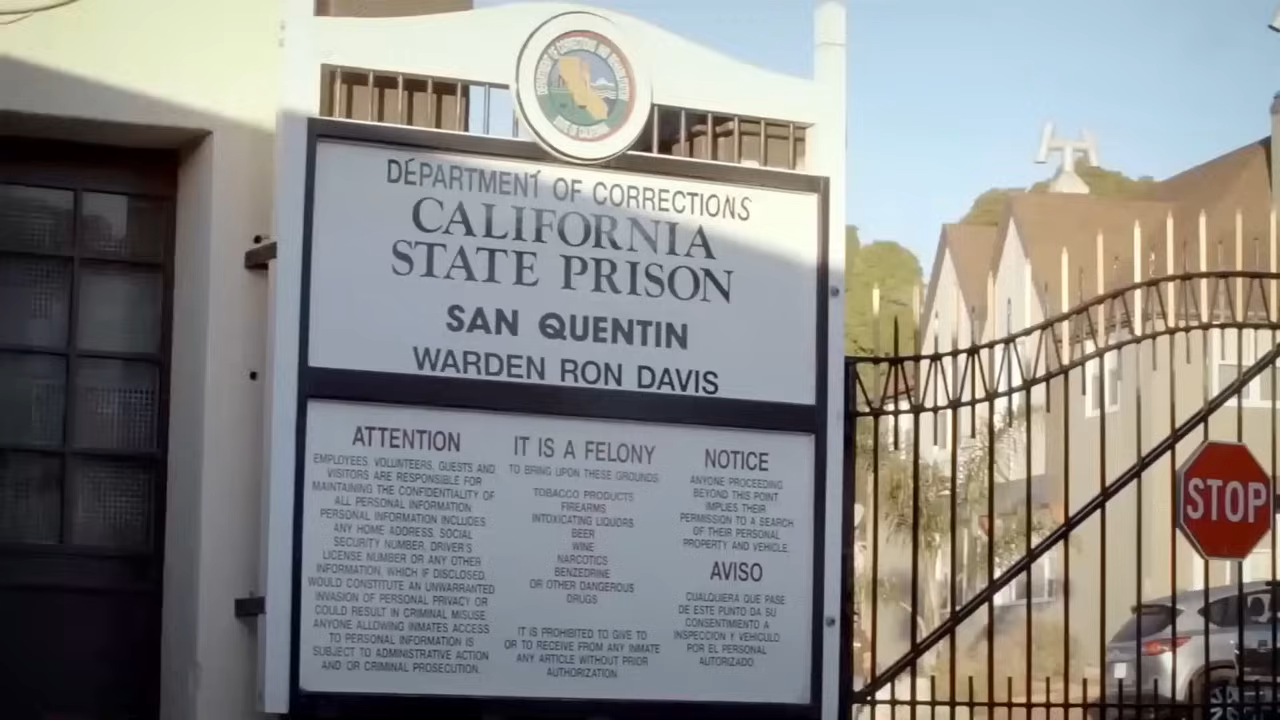 DEPARTMENT OF CORRECTIONS
CALIFORNIA
STATE PRISON
SAN QUENTIN
WARDEN RON DAVIS
ATTENTION
EMPLOYEES, VOLUNTEERS, GUESTS AND
VISITORS ARE RESPONSIBLE FOR
MAINTAINING THE CONFIDENTIALITY OF
ALL PERSONAL INFORMATION
PERSONAL INFORMATION INCLUDES
ANY HOME ADDRESS, SOCIAL
SECURITY NUMBER, DRIVER'S
LICENSE NUMBER OR ANY OTHER
INFORMATION, WHICH IF DISCLOSED,
WOULD CONSTITUTE AN UNWARRANTED
INVASION OF PERSONAL PRIVACY OR
COULD RESULT IN CRIMINAL MISUSE.
ANYONE ALLOWING INMATES ACCESS
TO PERSONAL INFORMATION IS
SUBJECT TO ADMINISTRATIVE ACTION
AND/OR CRIMINAL PROSECUTION.
IT IS A FELONY
TO BRING UPON THESE GROUNDS
TOBACCO PRODUCTS
FIREARMS
INTOXICATING LIQUORS
BEER
WINE
NARCOTICS
BENZEDRINE
OR OTHER DANGEROUS
DRUGS
IT IS PROHIBITED TO GIVE TO
OR TO RECEIVE FROM ANY INMATE
ANY ARTICLE WITHOUT PRIOR
AUTHORIZATION
NOTICE
ANYONE PROCEEDING
BEYOND THIS POINT
IMPLIES THEIR
PERMISSION TO A SEARCH
OF THEIR PERSONAL
PROPERTY AND VEHICLE.
AVISO
CUALQUIERA QUE PASE
DE ESTE PUNTO DA SU
CONSENTIMIENTO A
INSPECCION Y VEHICULO
POR EL PERSONAL
AUTORIZADO
STOP